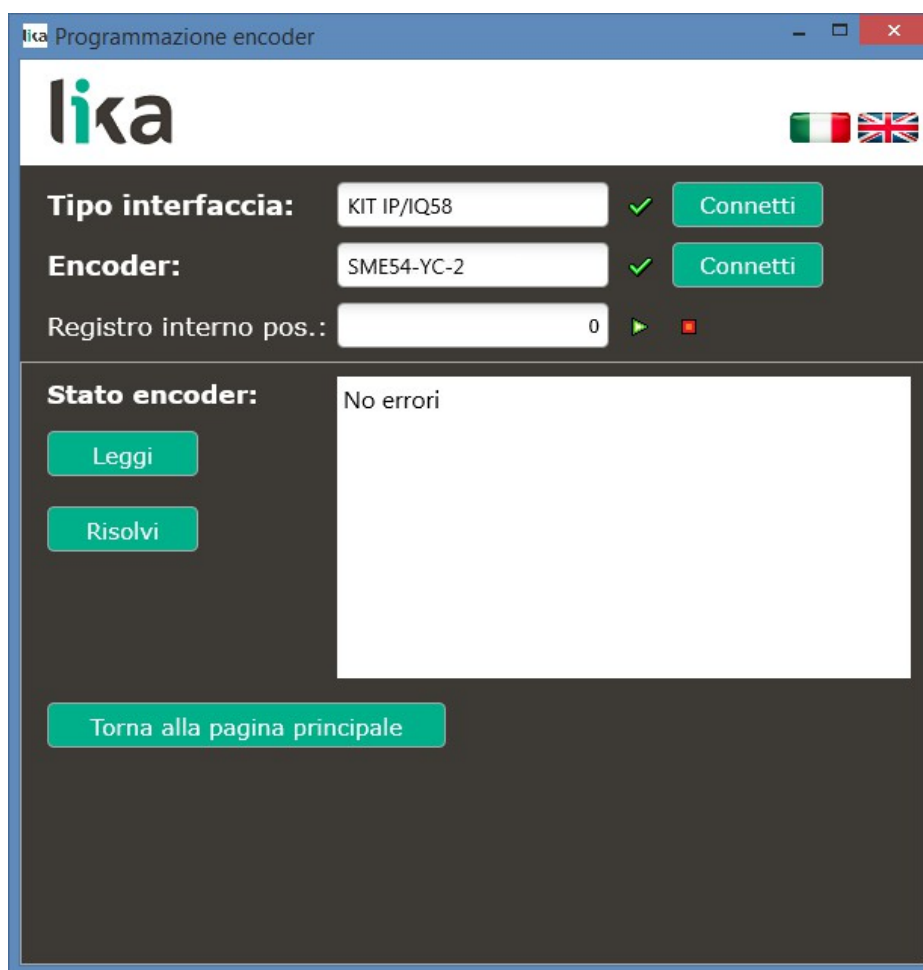 lika Programmazione encoder
lika
Tipo interfaccia: KIT IP/IQ58 Connetti
Encoder: SME54-YC-2 Connetti
Registro interno pos.: 0
Stato encoder: No errori
Leggi
Risolvi
Torna alla pagina principale